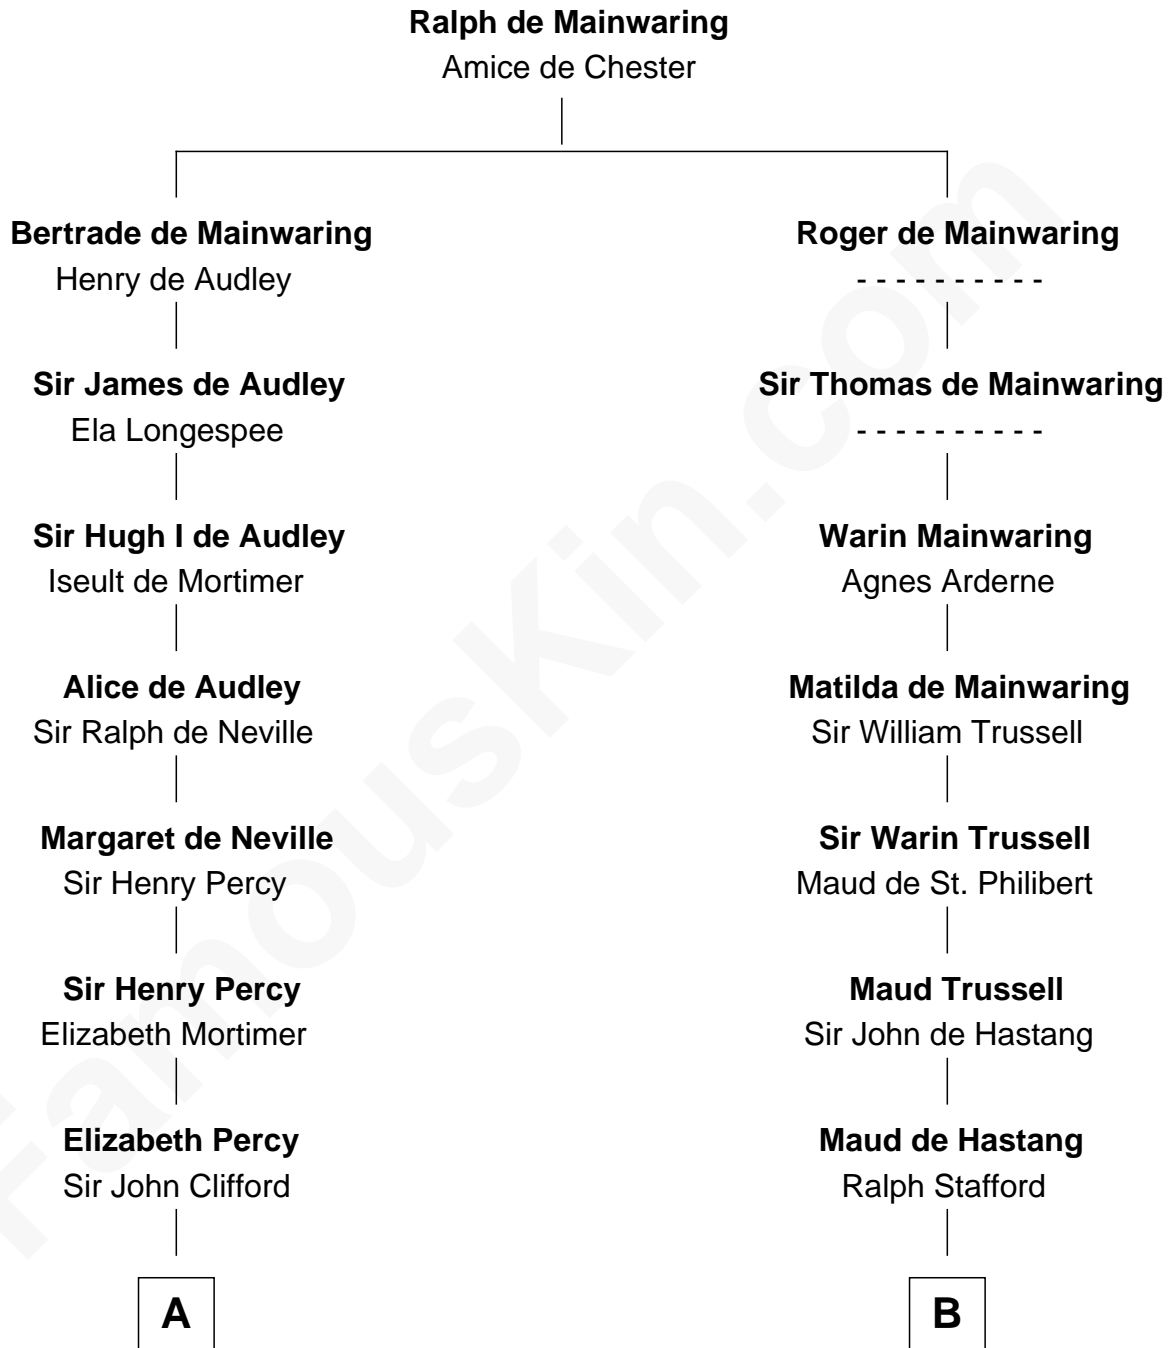 Ralph de Mainwaring
Amice de Chester
Bertrade de Mainwaring
Henry de Audley
Roger de Mainwaring
- - - - - - - - - -
Sir James de Audley
Ela Longespee
Sir Thomas de Mainwaring
- - - - - - - - - -
Sir Hugh I de Audley
Iseult de Mortimer
Warin Mainwaring
Agnes Arderne
Alice de Audley
Sir Ralph de Neville
Matilda de Mainwaring
Sir William Trussell
Margaret de Neville
Sir Henry Percy
Sir Warin Trussell
Maud de St. Philibert
Sir Henry Percy
Elizabeth Mortimer
Maud Trussell
Sir John de Hastang
Elizabeth Percy
Sir John Clifford
Maud de Hastang
Ralph Stafford
A
B
FamousKin.com